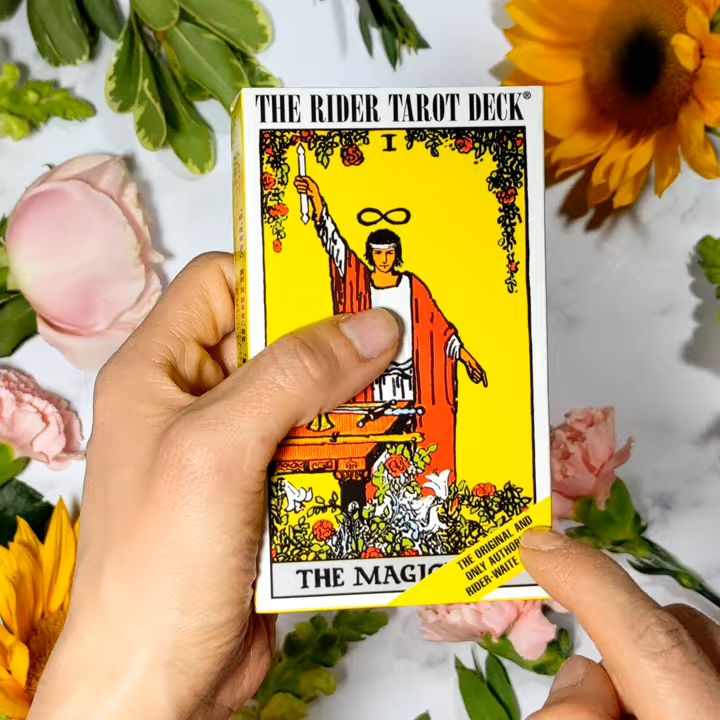 THE RIDER TAROT DECK®
I
THE MAGIC
THE ORIGINAL AND
ONLY AUTHOR
RIDER-WAITE